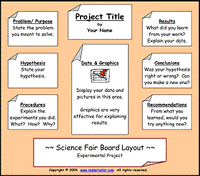 Problem/ Purpose
State the problem
you meant to solve.
Project Title
by
Your Name
Results
What did you
learn from your
work?
Explain your data.
Hypothesis
State your
hypothesis.
Data & Graphics
Display your data and
pictures in this area.
Graphics are very
effective for explaining
results.
Conclusions
Was your hypothesis
right or wrong? Can
you make a new one?
Procedures
Explain the
experiments you did.
What? How? Why?
Recommendations
From what you
learned, would you
try anything new?
~~ Science Fair Board Layout ~~
Experimental Project